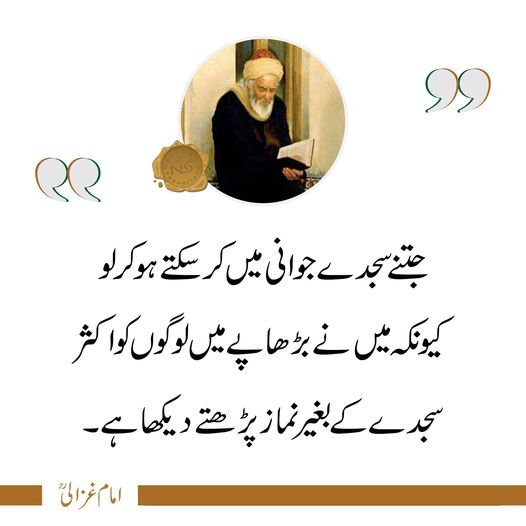 جتنے سجدے جوانی میں کر سکتے ہو کر لو
کیونکہ میں نے بڑھاپے میں لوگوں کو اکثر
سجدے کے بغیر نماز پڑھتے دیکھا ہے۔
امام غزالیؒ